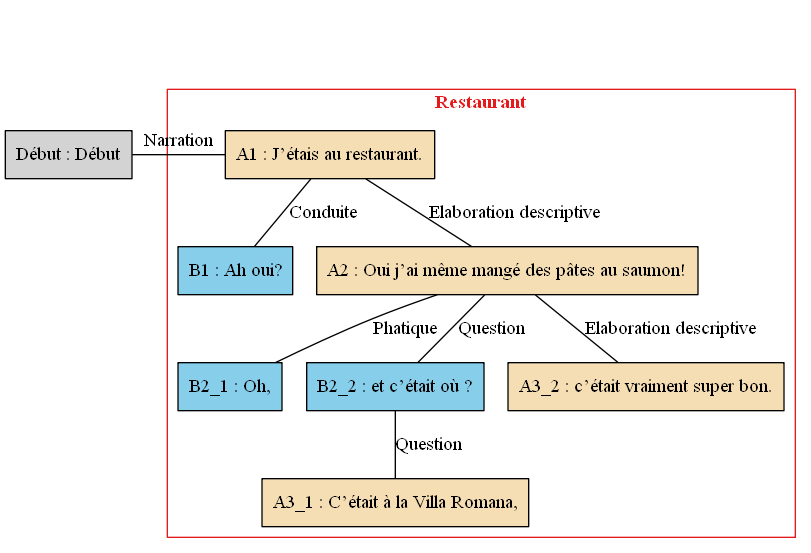 Restaurant
Début : Début
Narration
A1 : J’étais au restaurant.
Conduite
Elaboration descriptive
B1 : Ah oui?
A2 : Oui j’ai même mangé des pâtes au saumon!
Phatique
Question
Elaboration descriptive
B2_1 : Oh,
B2_2 : et c’était où ?
A3_2 : c’était vraiment super bon.
Question
A3_1 : C’était à la Villa Romana,